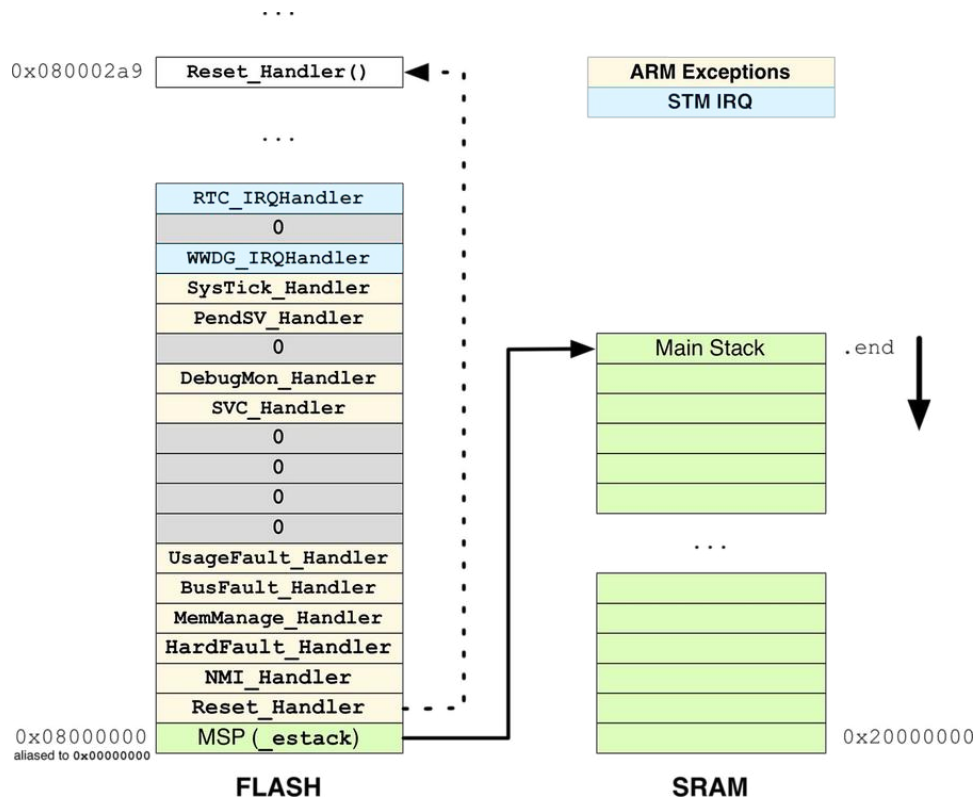 ...
0x080002a9
Reset_Handler()
ARM Exceptions
STM IRQ
...
RTC_IRQHandler
0
WWDG_IRQHandler
SysTick_Handler
PendSV_Handler
0
DebugMon_Handler
SVC_Handler
0
0
0
0
UsageFault_Handler
BusFault_Handler
MemManage_Handler
HardFault_Handler
NMI_Handler
Reset_Handler
0x08000000
aliased to 0x00000000
MSP (_estack)
FLASH
Main Stack
.end
...
0x20000000
SRAM